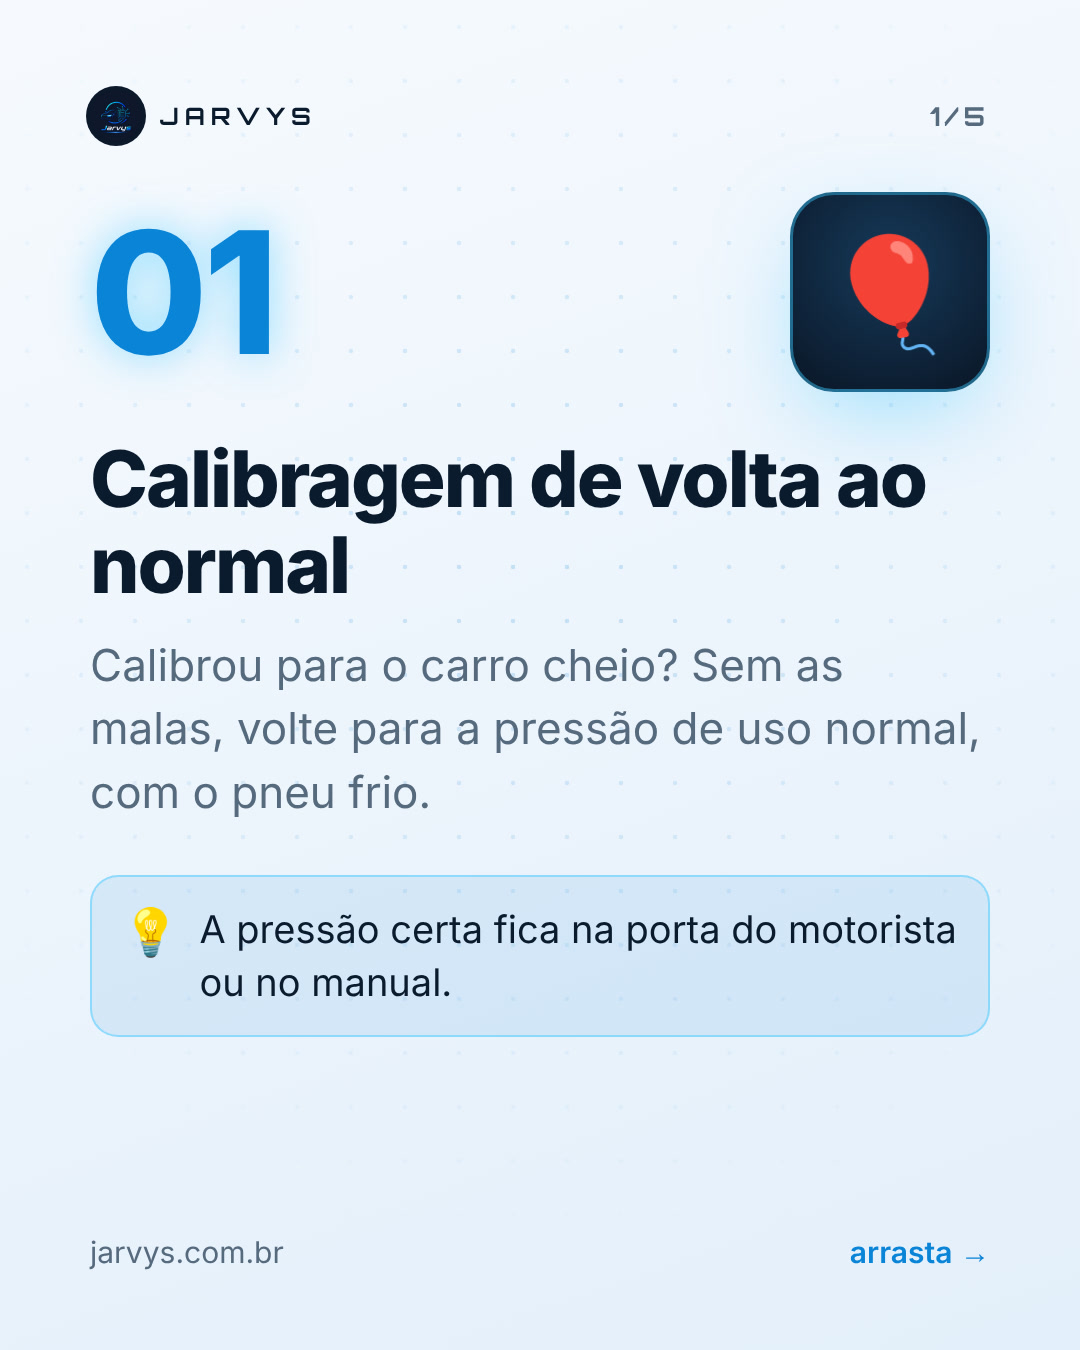 Jarvys
JARVYS
1/5
01
Calibragem de volta ao
normal
Calibrou para o carro cheio? Sem as
malas, volte para a pressão de uso normal,
com o pneu frio.
A pressão certa fica na porta do motorista
ou no manual.
jarvys.com.br
arrasta →